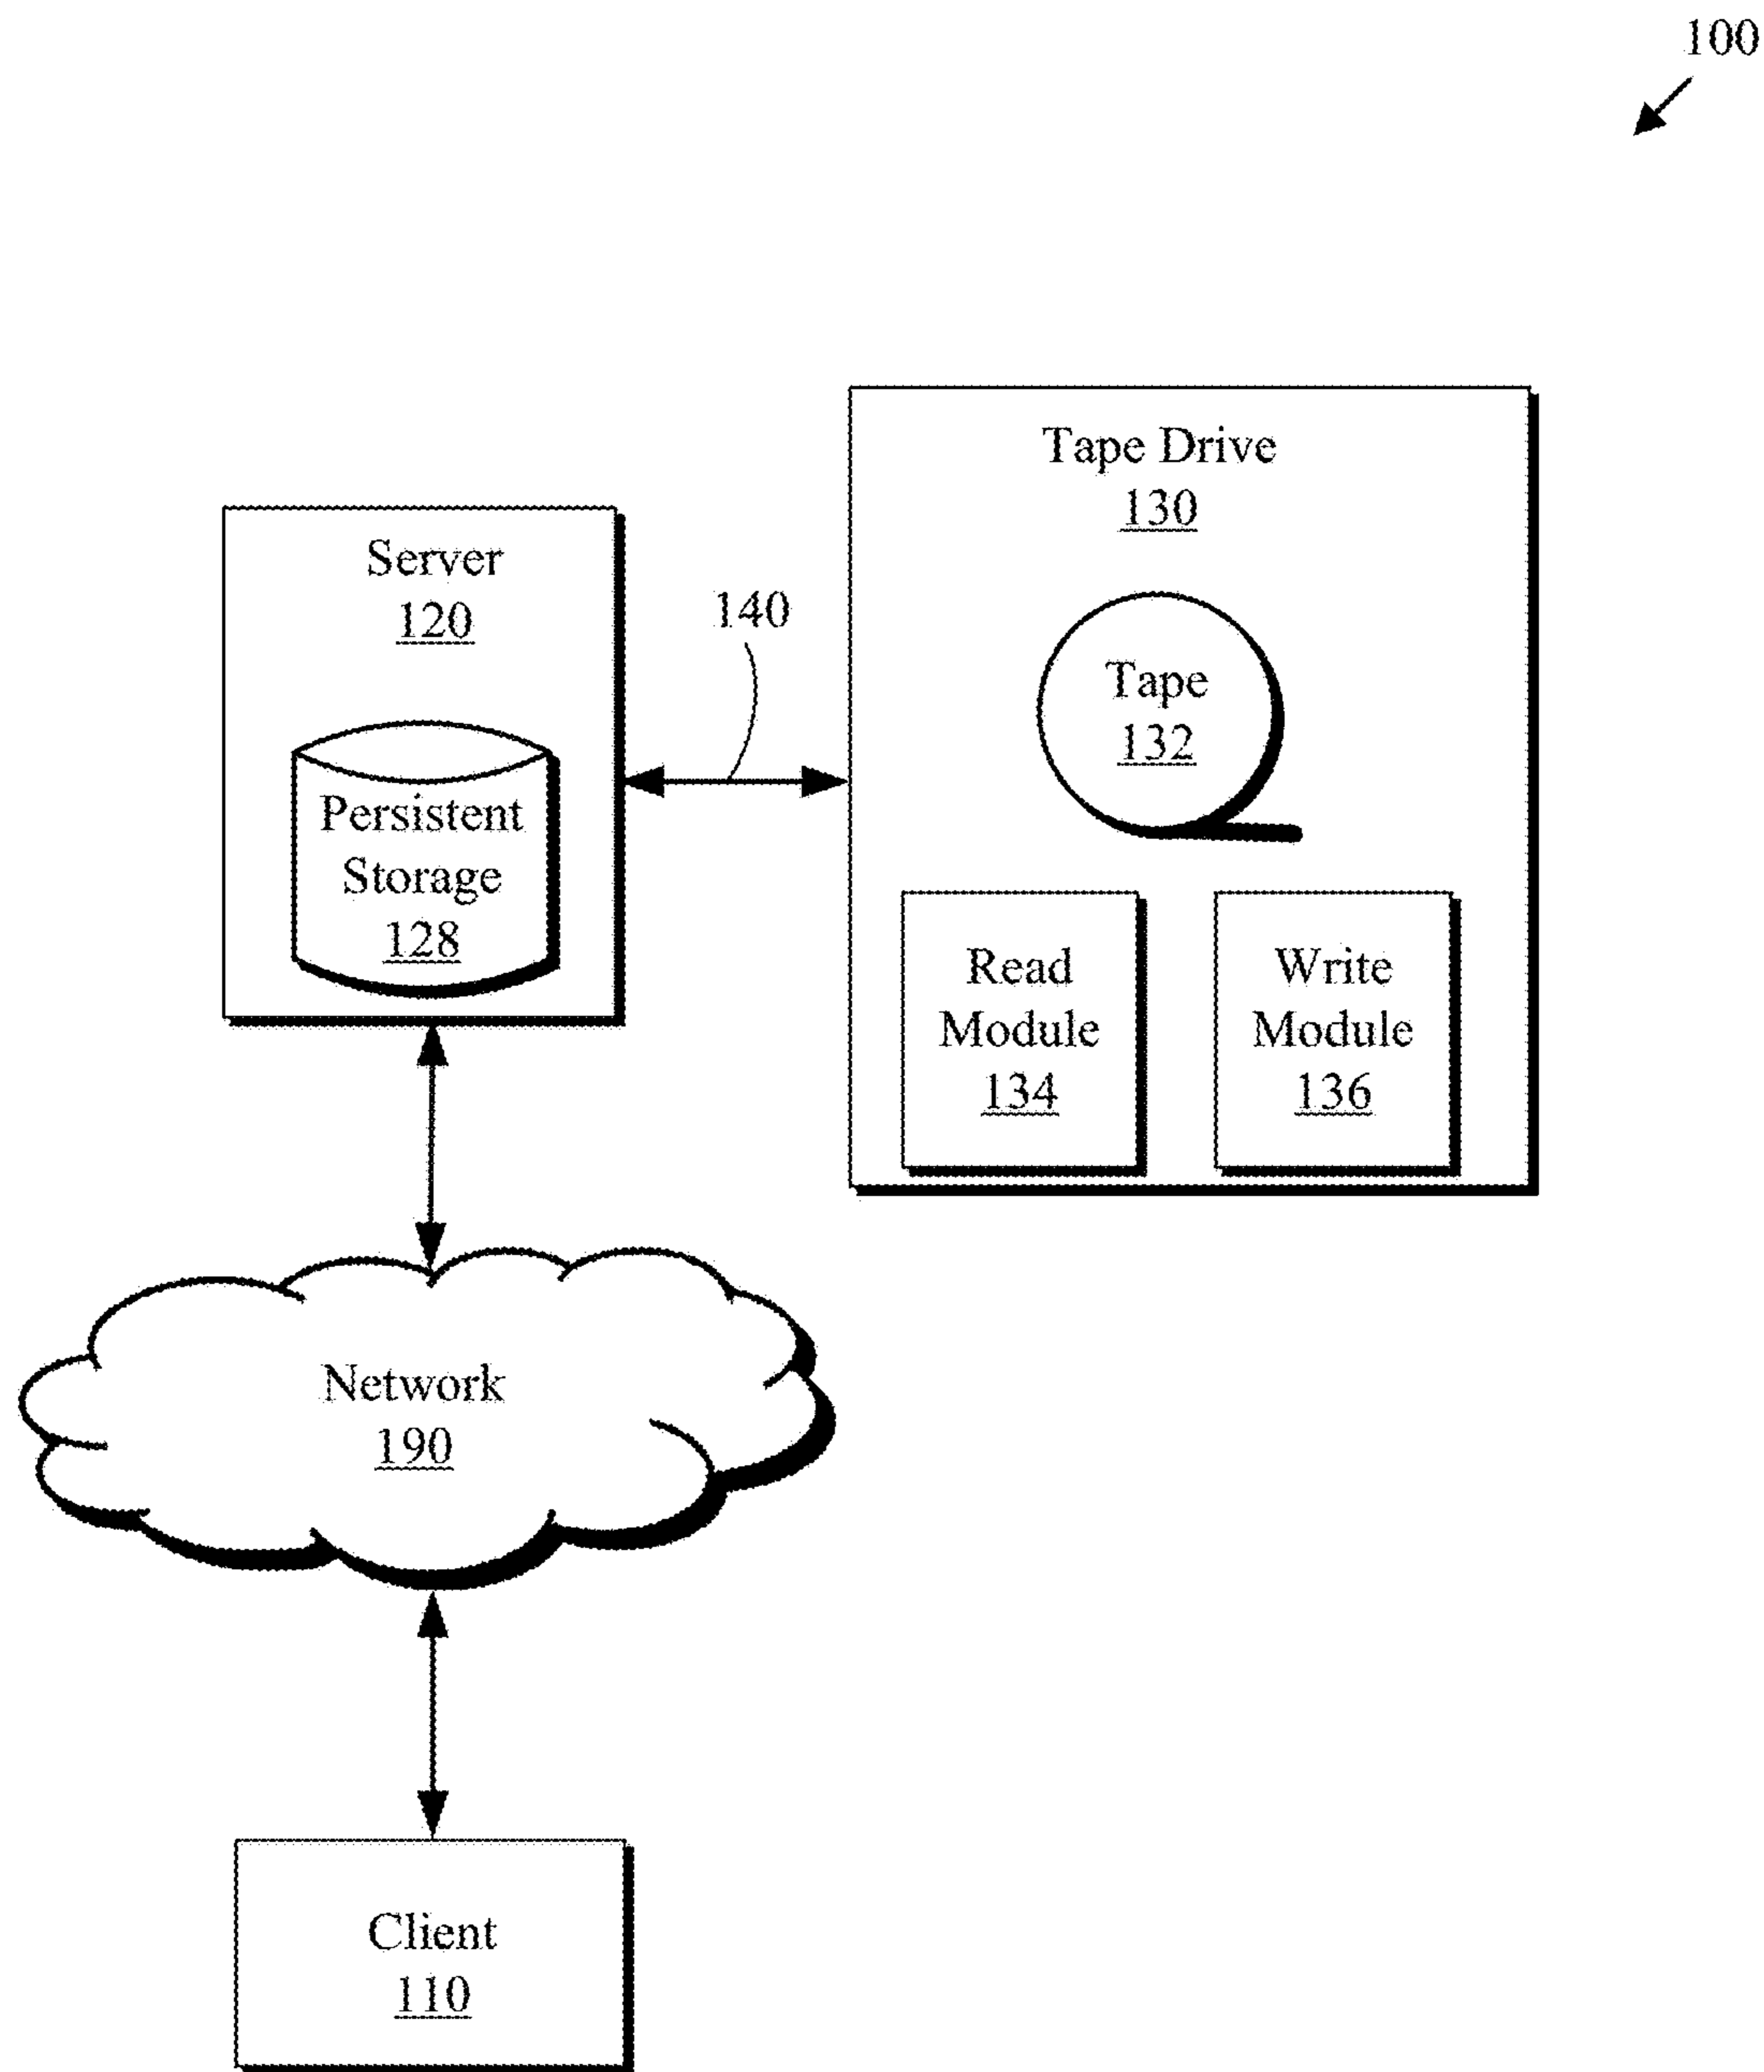 100
Tape Drive
130
Server
120
140
Tape
132
Persistent
Storage
128
Read
Module
134
Write
Module
136
Network
190
Client
110